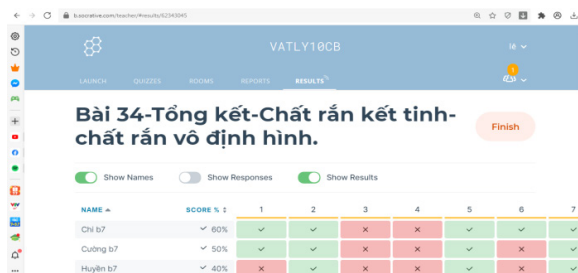 b.socrative.com/teacher/#results/62343045
VATLY10CB
1
LAUNCH QUIZZES ROOMS REPORTS RESULTS
Bài 34-Tổng kết-Chất rắn kết tinh-
chất rắn vô định hình.
Finish
Show Names Show Responses Show Results
NAME SCORE % 1 2 3 4 5 6 7
Chi b7 60%
Cường b7 50%
Huyền b7 40%